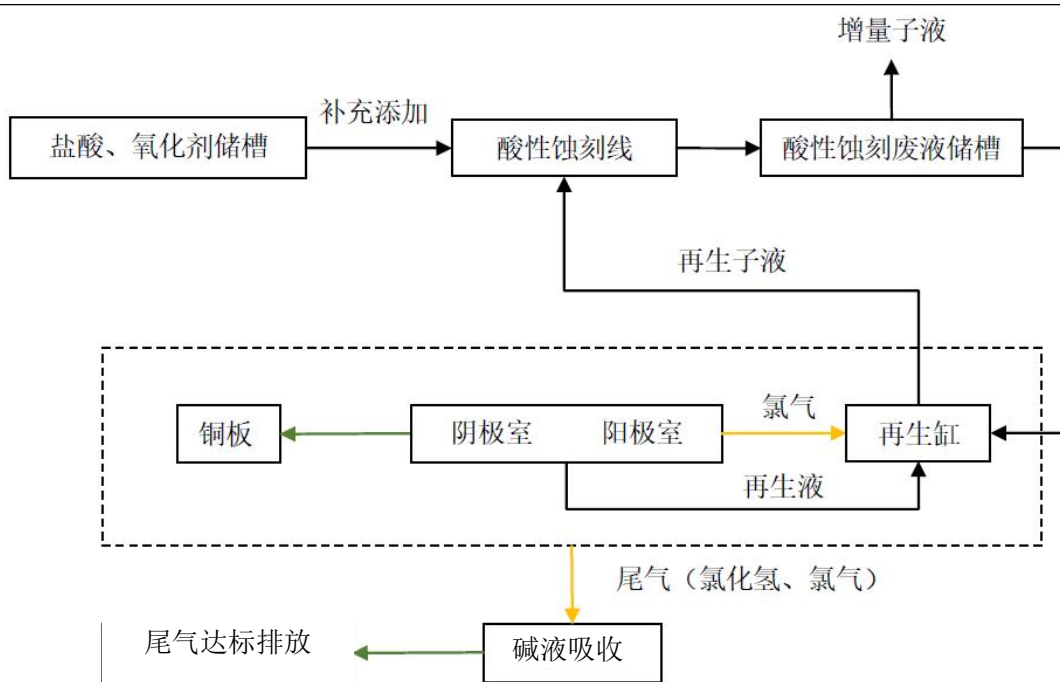 增量子液
补充添加
盐酸、氧化剂储槽
酸性蚀刻线
酸性蚀刻废液储槽
再生子液
氯气
铜板
阴极室
阳极室
再生缸
再生液
尾气（氯化氢、氯气）
尾气达标排放
碱液吸收